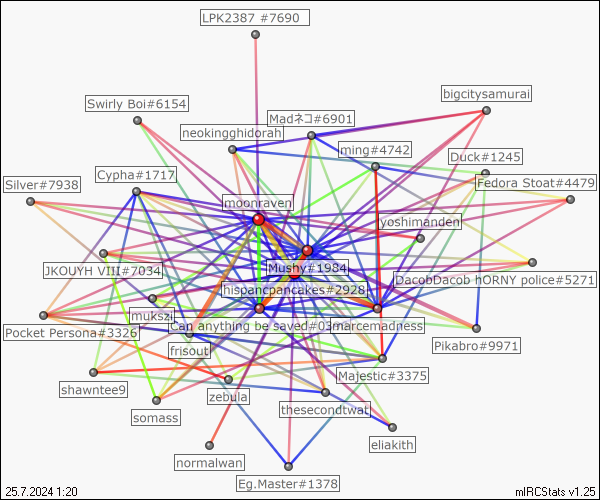 LPK2387 #7690
bigcitysamurai
Swirly Boi#6154
Madネコ#6901
neokingghidorah
ming#4742
Duck#1245
Cypha#1717
Silver#7938
Fedora Stoat#4479
moonraven
yoshimanden
Mushy#1984
JKOUYH VIII#7034
DacobDacob hORNY police#5271
hispancpancakes#2928
mukszi
Can anything be saved#03
marcemadness
Pocket Persona#3326
Pikabro#9971
frisout
Majestic#3375
shawntee9
zebula
thesecondtwat
somass
eliakith
normalwan
Eg.Master#1378
25.7.2024 1:20
mIRCStats v1.25